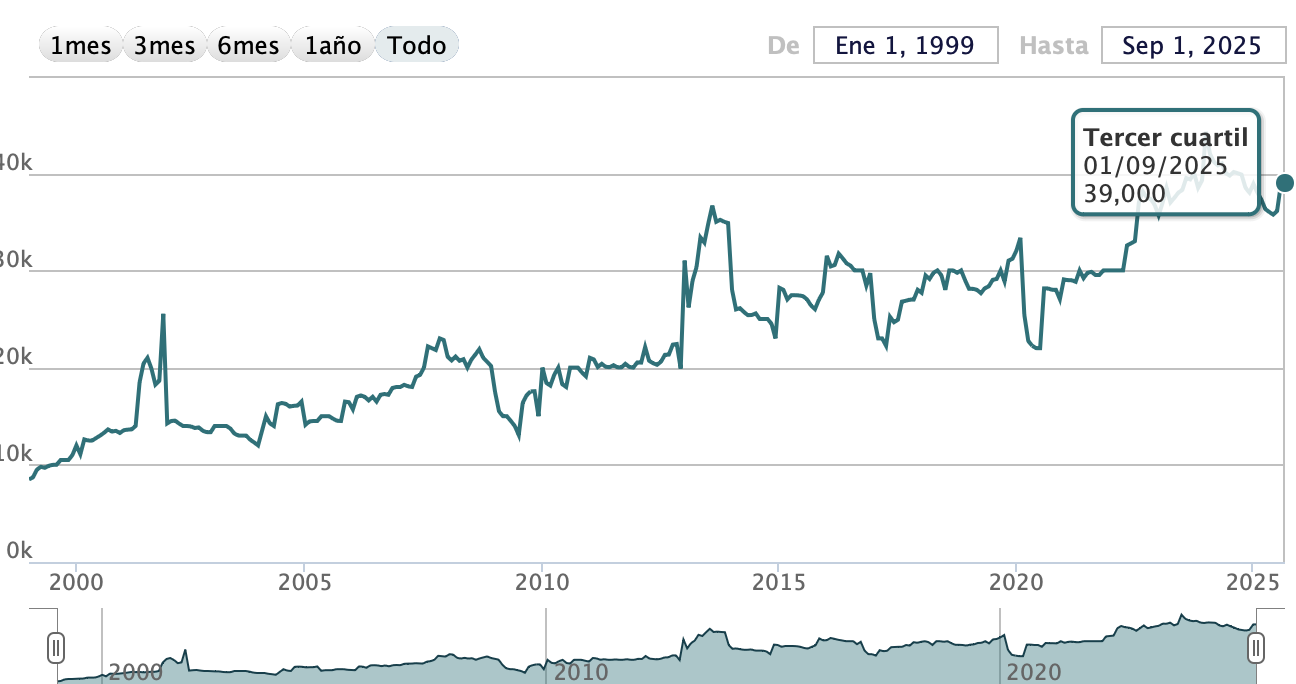 1mes 3mes 6mes 1año Todo De Ene 1, 1999 Hasta Sep 1, 2025
Tercer cuartil
01/09/2025
39,000
40k
30k
20k
10k
0k
2000 2005 2010 2015 2020 2025
2000 2010 2020